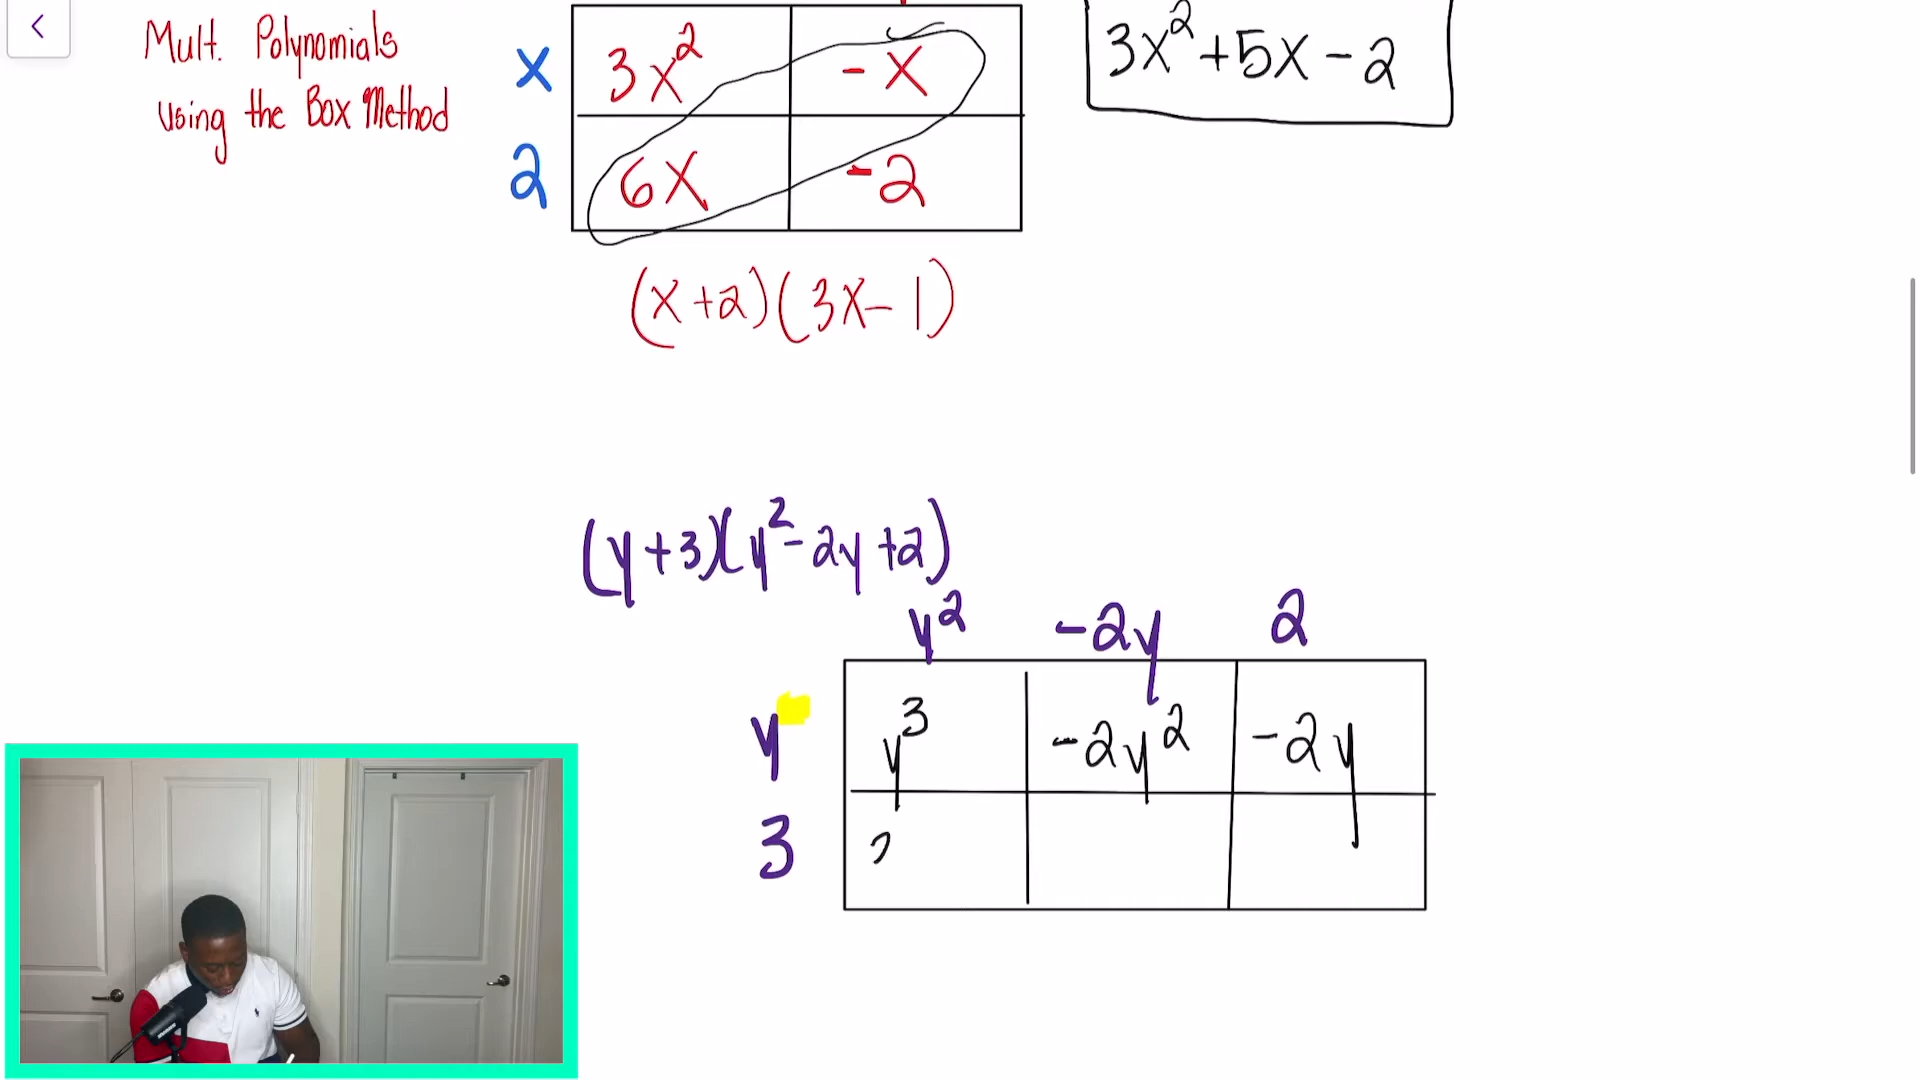 Mult. Polynomials
Using the Box Method
x 3x² -x
2 6x -2
3x²+5x-2
(x+2)(3x-1)
(y+3)(y²-2y+2)
y² -2y 2
y y³ -2y² -2y
3